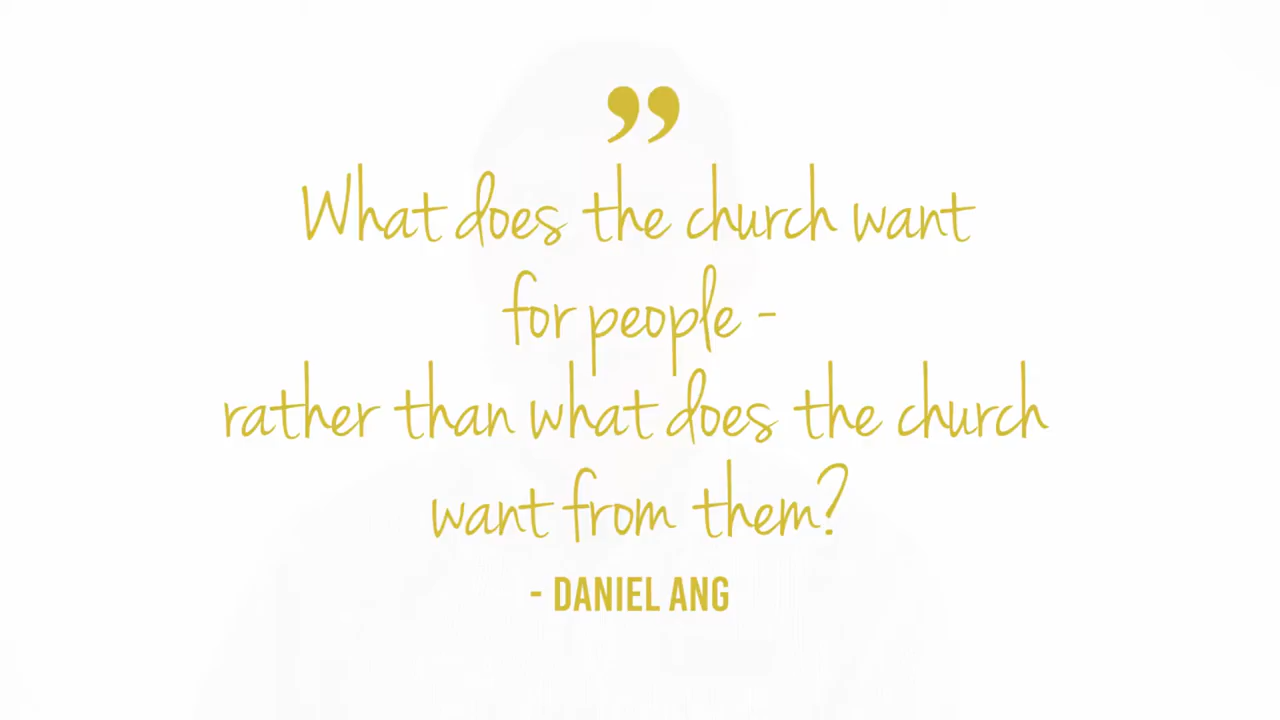 ”
What does the church want
for people -
rather than what does the church
want from them?
- DANIEL ANG